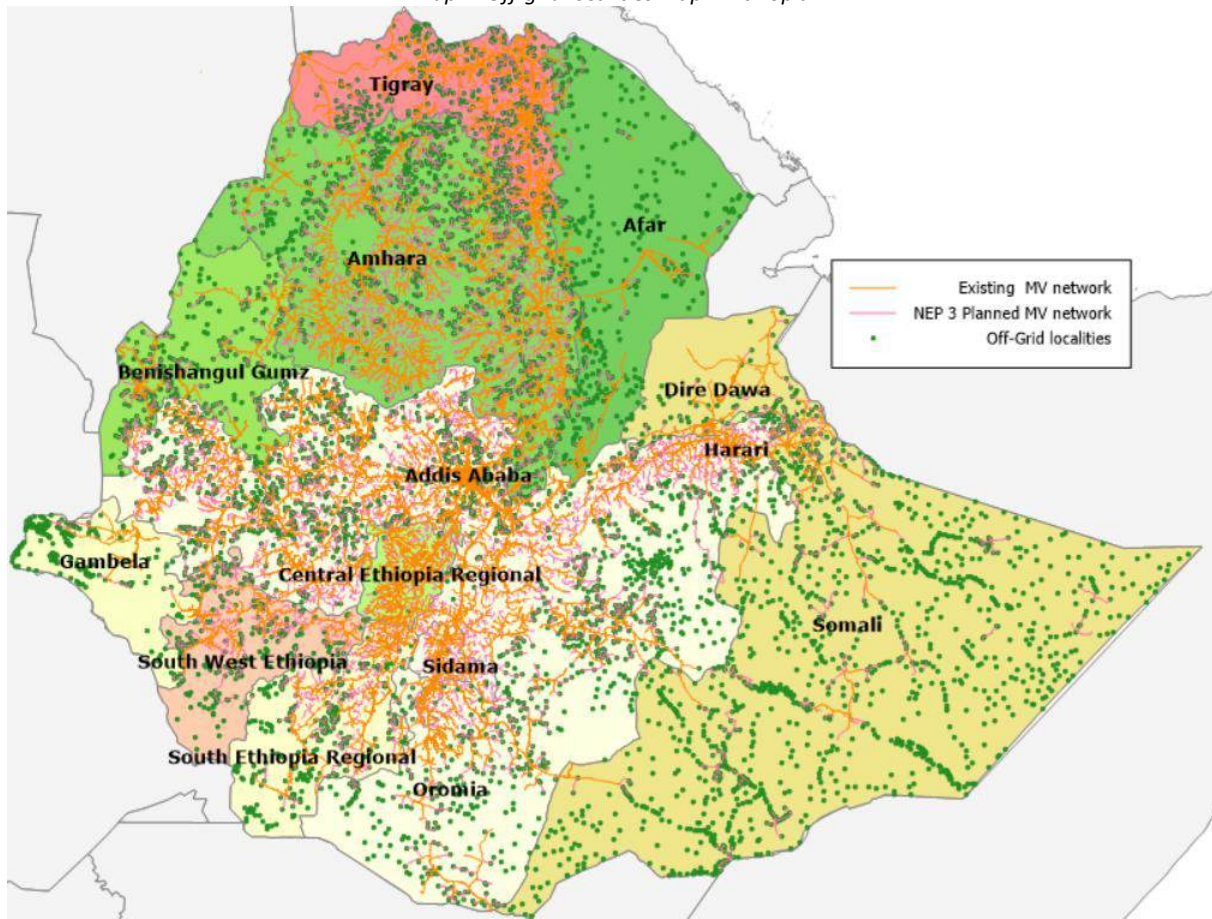 Tigray
Afar
Amhara
Existing MV network
NEP 3 Planned MV network
Off-Grid localities
Benishangul Gumz
Dire Dawa
Harari
Addis Ababa
Gambela
Central Ethiopia Regional
Somali
South West Ethiopia
Sidama
South Ethiopia Regional
Oromia